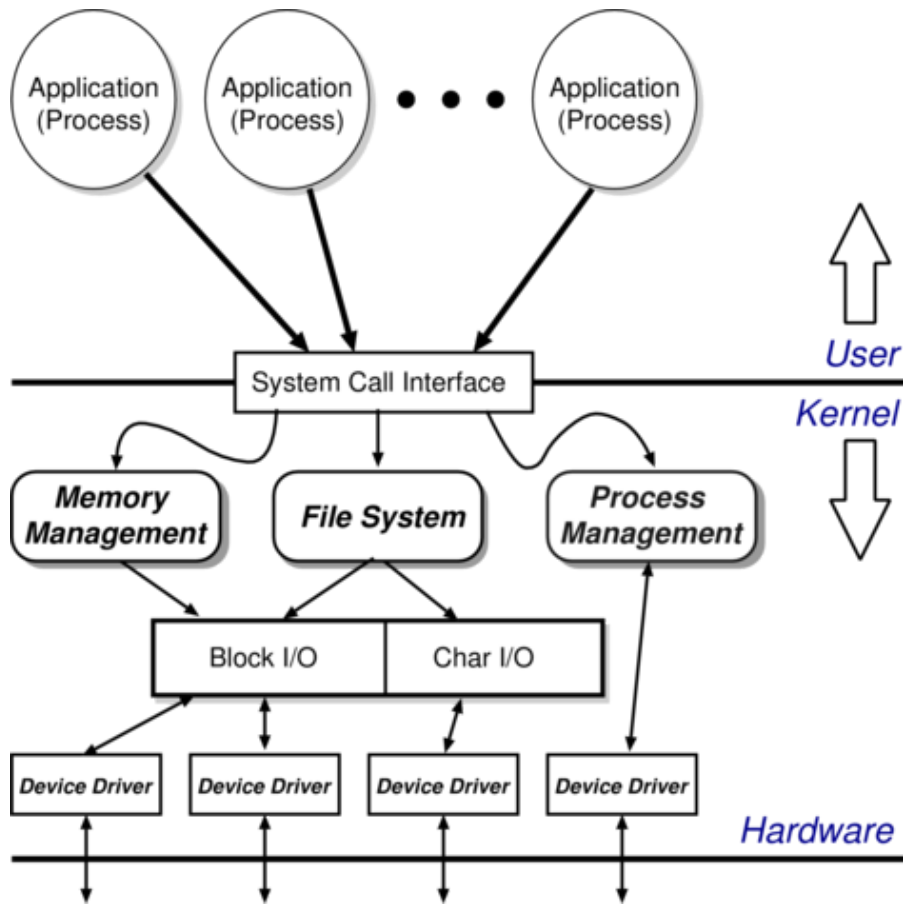 Application
(Process)
Application
(Process)
Application
(Process)
User
System Call Interface
Kernel
Memory
Management
File System
Process
Management
Block I/O
Char I/O
Device Driver
Device Driver
Device Driver
Device Driver
Hardware